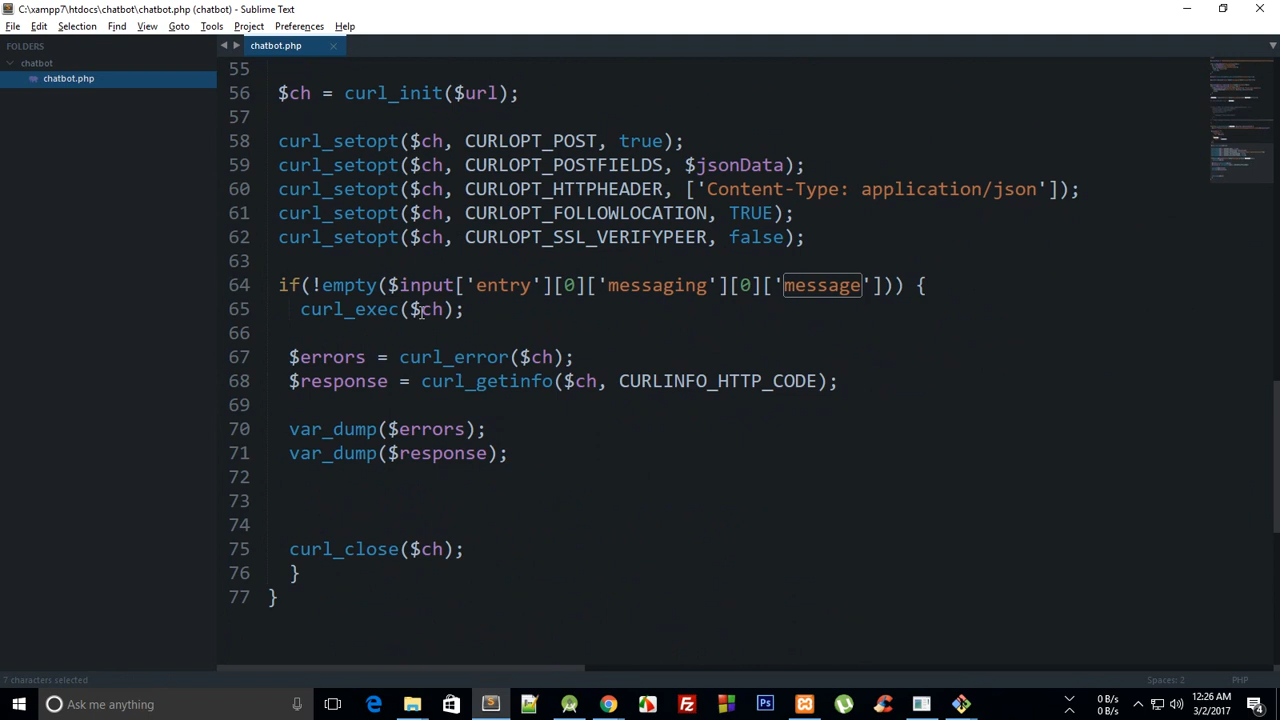 C:\xampp7\htdocs\chatbot\chatbot.php (chatbot) - Sublime Text
File Edit Selection Find View Goto Tools Project Preferences Help
FOLDERS
chatbot
chatbot.php
chatbot.php
55
56 $ch = curl_init($url);
57
58 curl_setopt($ch, CURLOPT_POST, true);
59 curl_setopt($ch, CURLOPT_POSTFIELDS, $jsonData);
60 curl_setopt($ch, CURLOPT_HTTPHEADER, ['Content-Type: application/json']);
61 curl_setopt($ch, CURLOPT_FOLLOWLOCATION, TRUE);
62 curl_setopt($ch, CURLOPT_SSL_VERIFYPEER, false);
63
64 if(!empty($input['entry'][0]['messaging'][0]['message'])) {
65 curl_exec($ch);
66
67 $errors = curl_error($ch);
68 $response = curl_getinfo($ch, CURLINFO_HTTP_CODE);
69
70 var_dump($errors);
71 var_dump($response);
72
73
74
75 curl_close($ch);
76 }
77 }
7 characters selected
Spaces: 2
PHP
Ask me anything
0 B/s
0 B/s
12:26 AM
3/2/2017
4